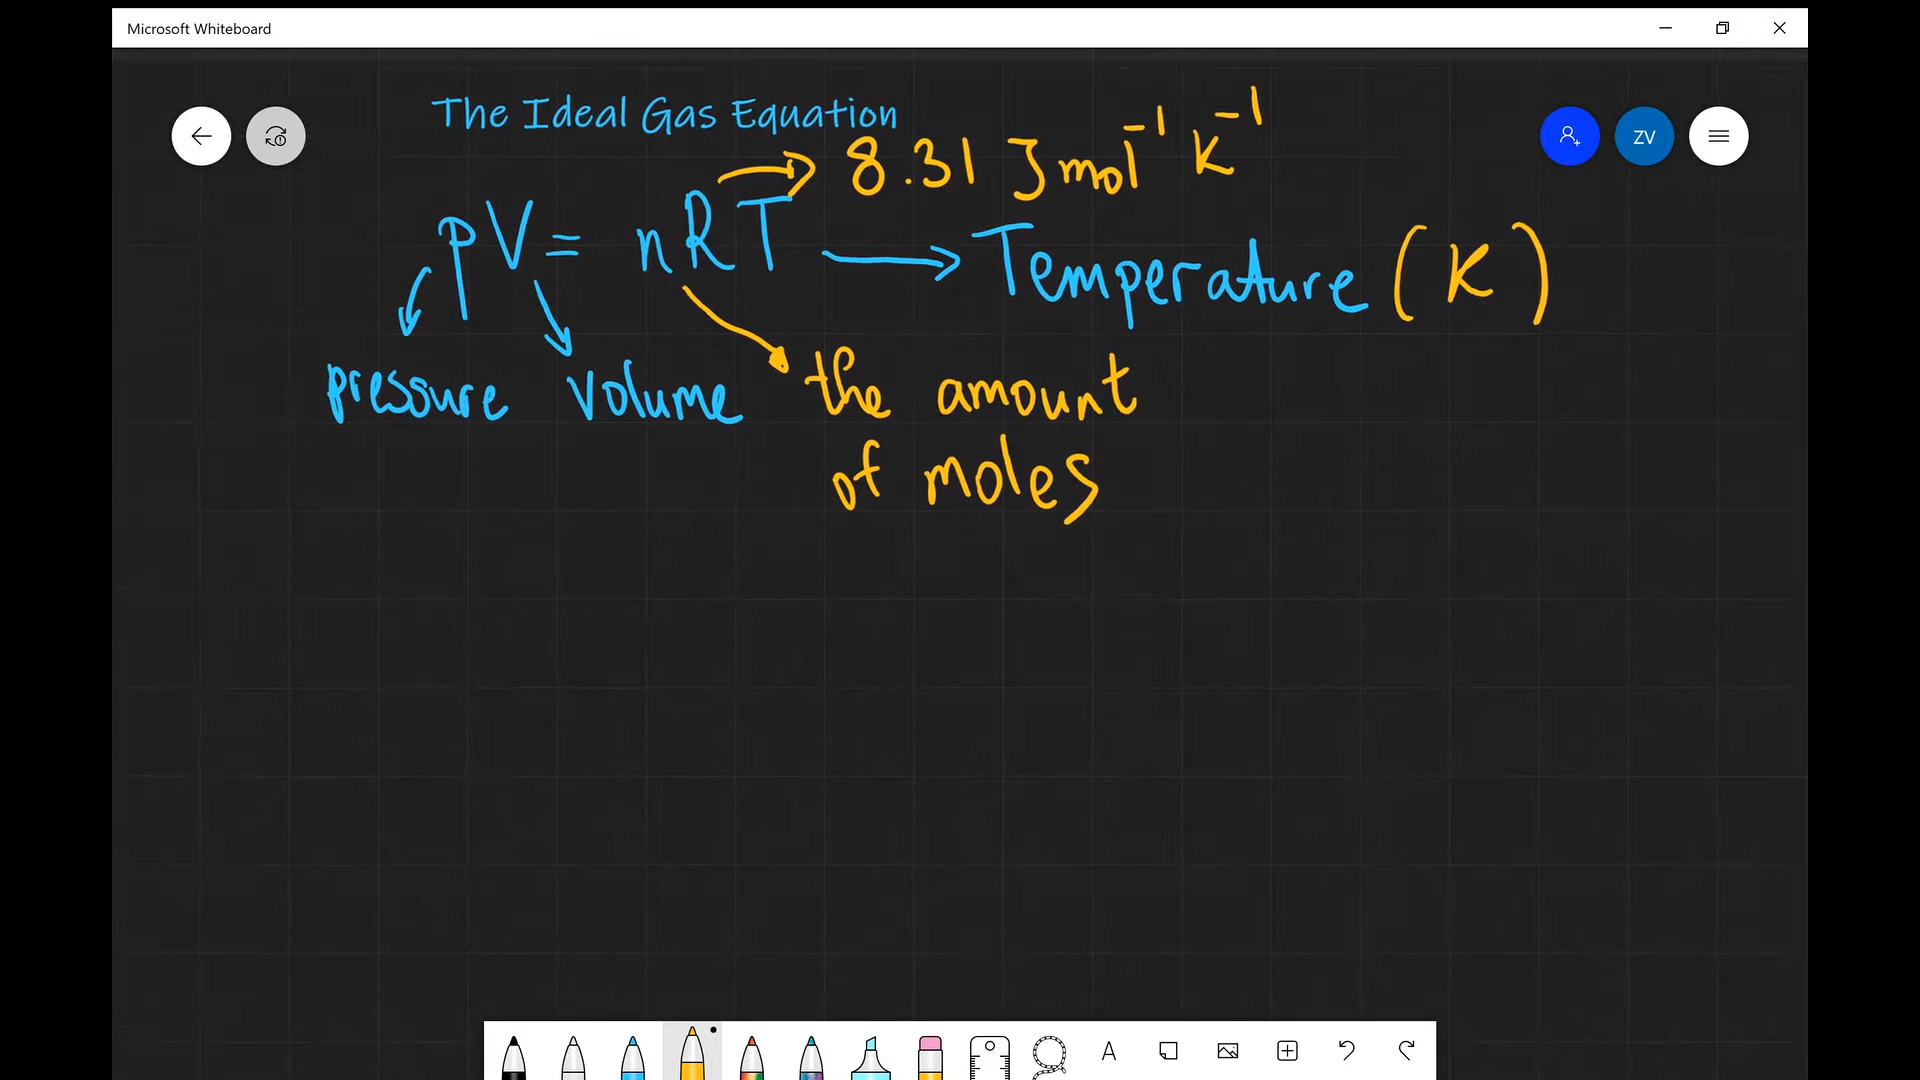 Microsoft Whiteboard
The Ideal Gas Equation
8.31 J mol⁻¹ K⁻¹
pV = nRT → Temperature (K)
pressure volume the amount
of moles
ZV
A